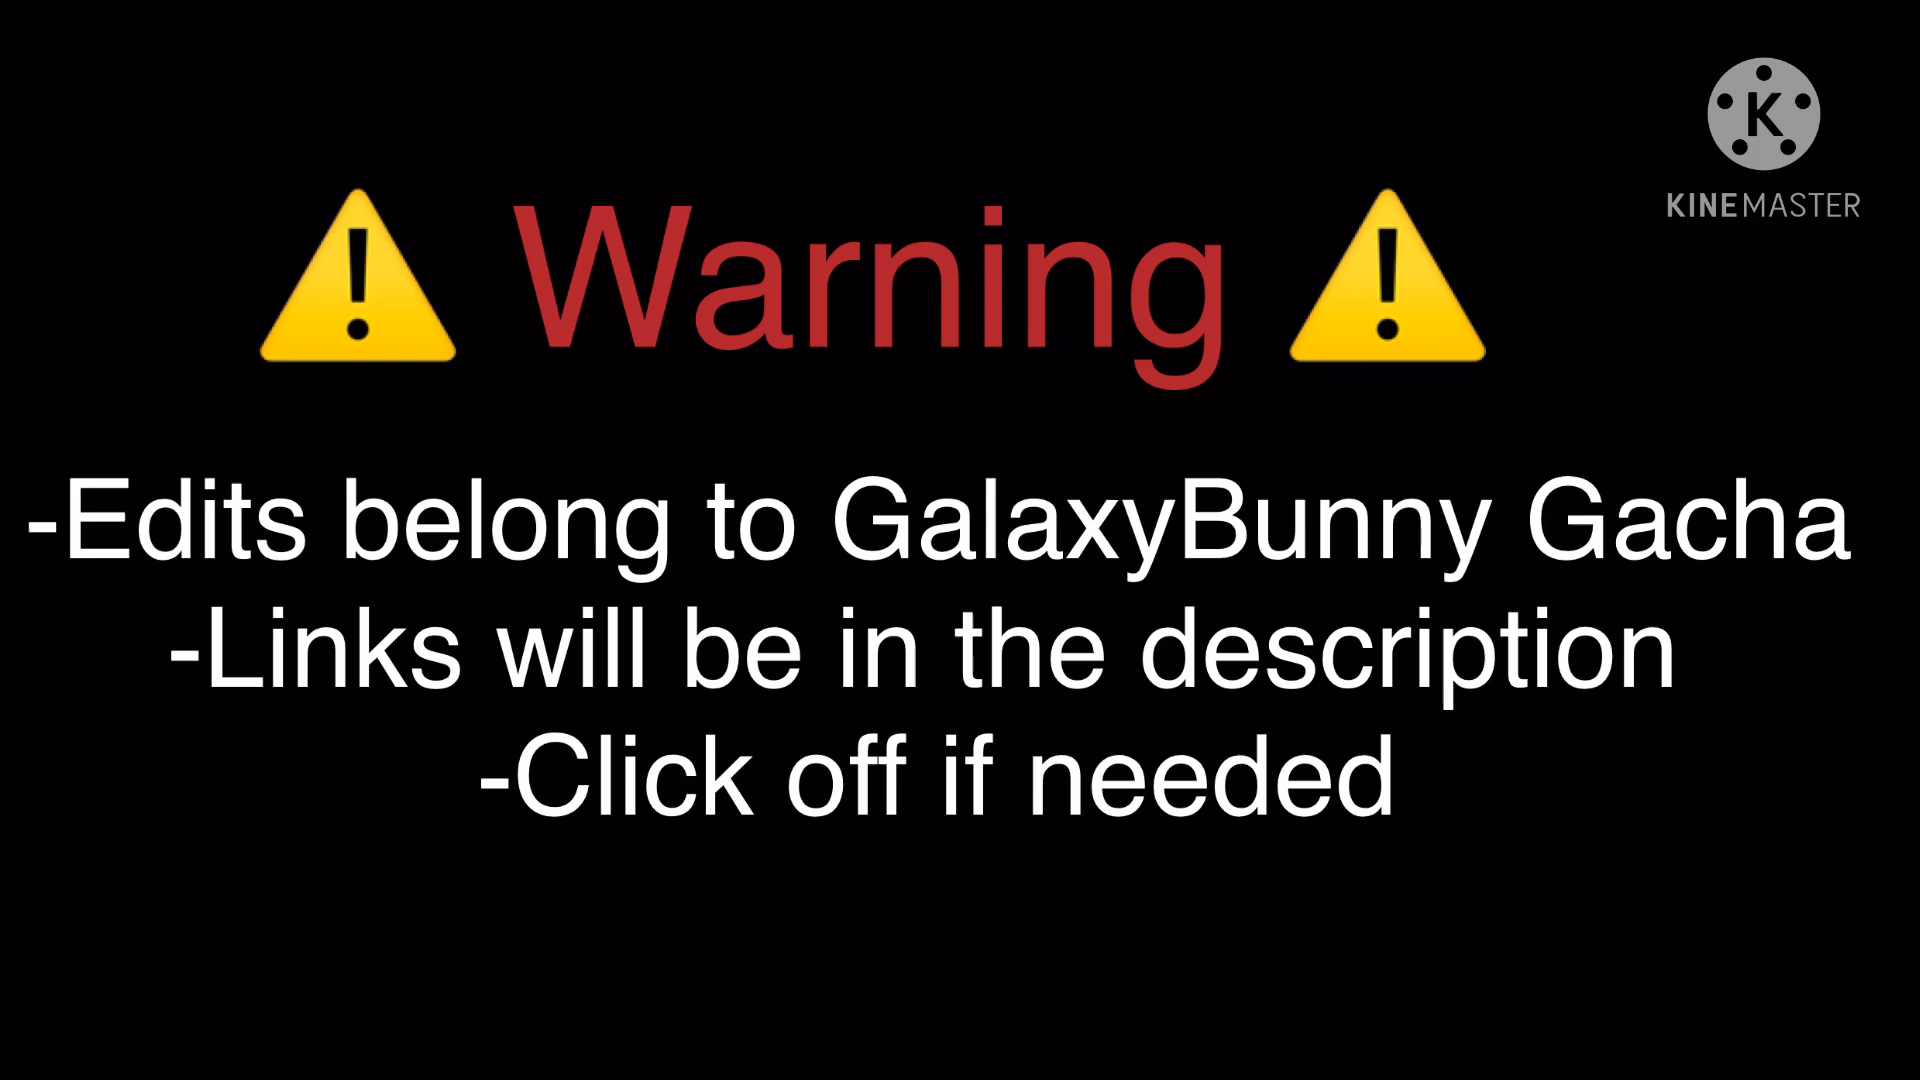 K
KINEMASTER
⚠️ Warning ⚠️
-Edits belong to GalaxyBunny Gacha
-Links will be in the description
-Click off if needed